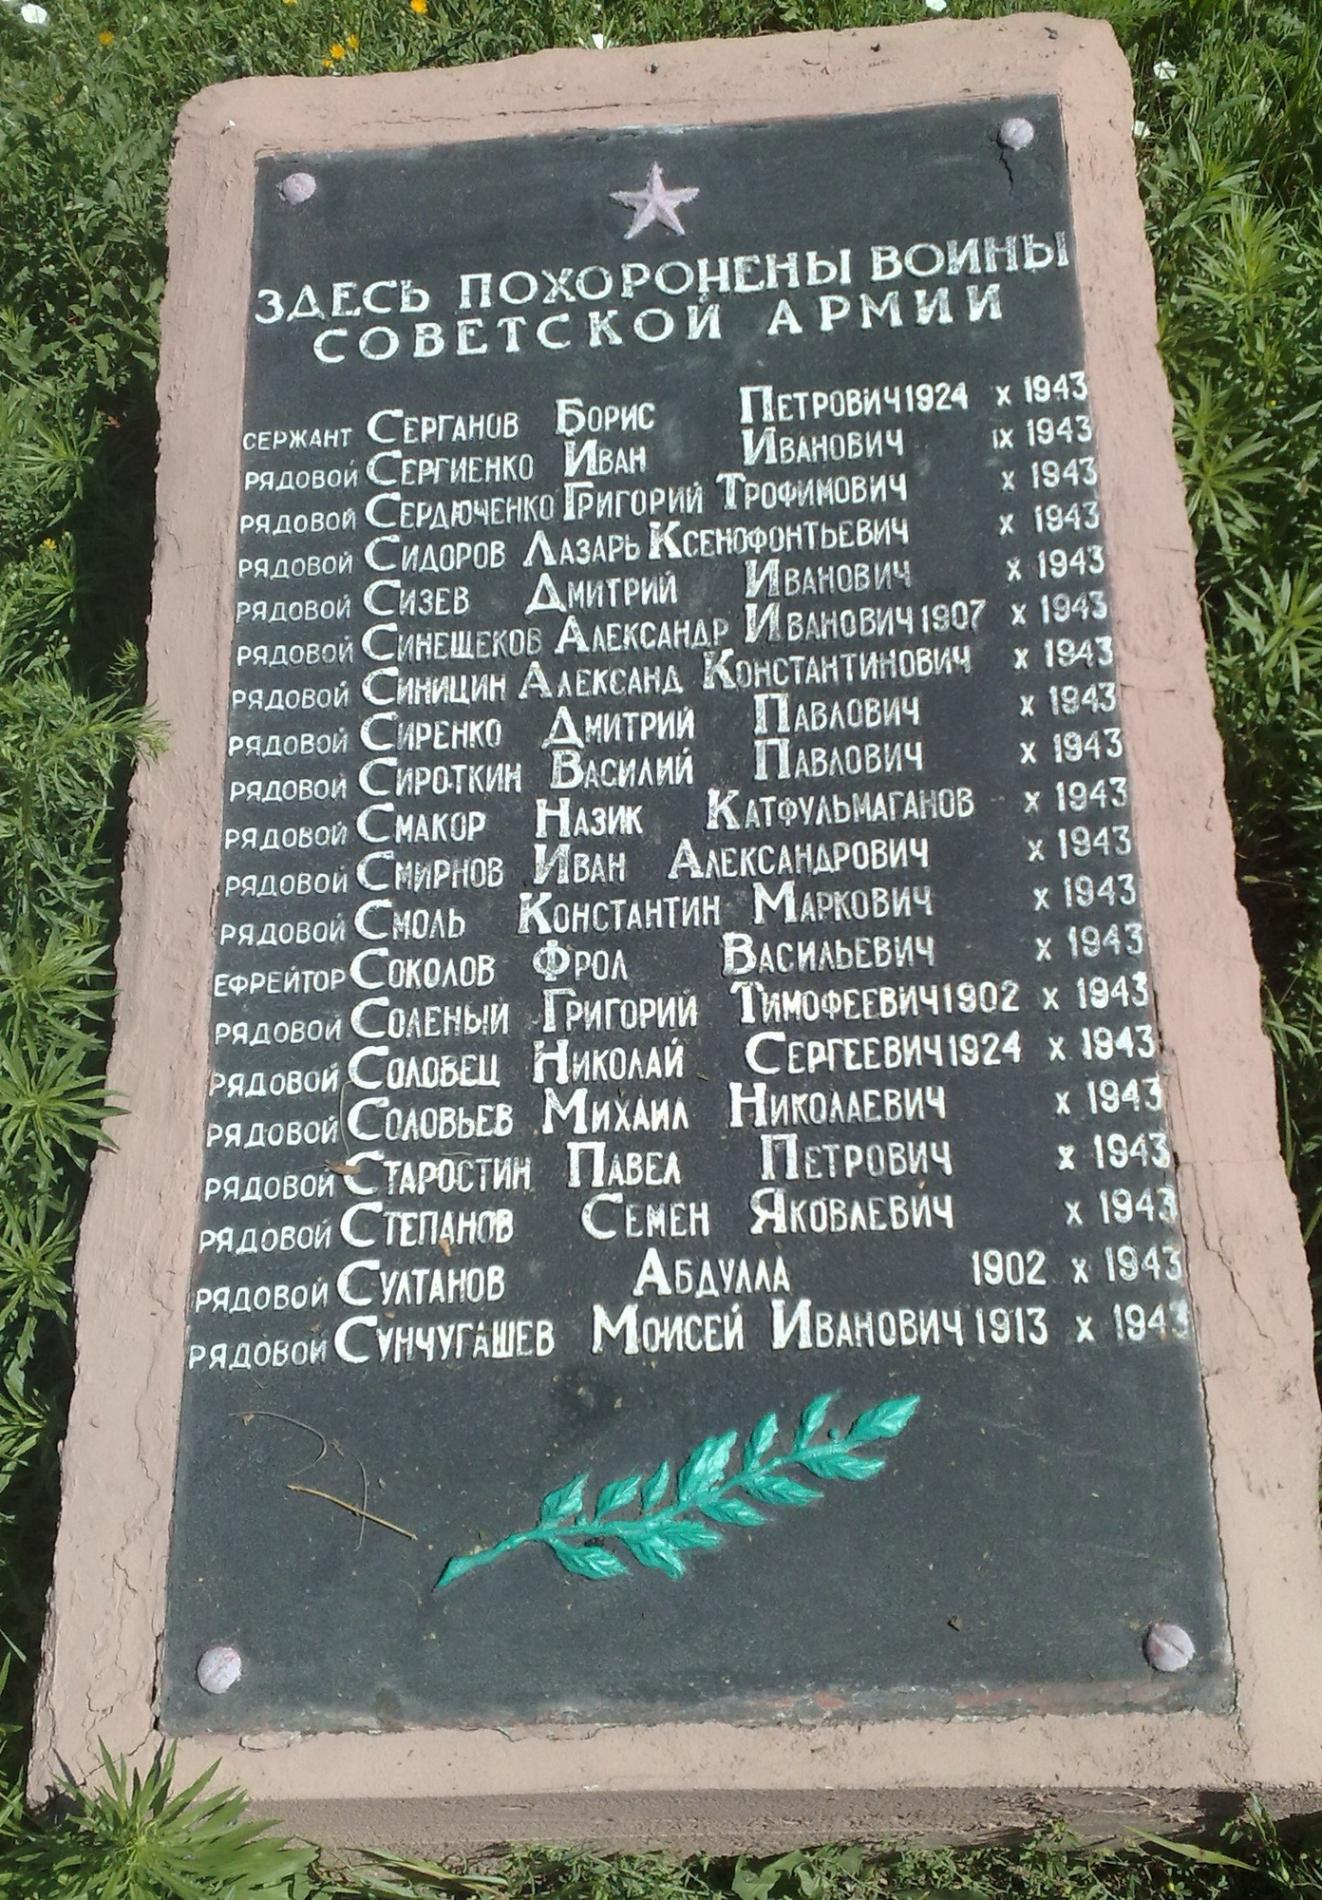 ЗДЕСЬ ПОХОРОНЕНЫ ВОИНЫ
СОВЕТСКОЙ АРМИИ
СЕРЖАНТ СЕРГАНОВ БОРИС ПЕТРОВИЧ 1924 X 1943
РЯДОВОЙ СЕРГИЕНКО ИВАН ИВАНОВИЧ IX 1943
РЯДОВОЙ СЕРДЮЧЕНКО ГРИГОРИЙ ТРОФИМОВИЧ X 1943
РЯДОВОЙ СИДОРОВ ЛАЗАРЬ КСЕНОФОНТЬЕВИЧ X 1943
РЯДОВОЙ СИЗЕВ ДМИТРИЙ ИВАНОВИЧ X 1943
РЯДОВОЙ СИНЕЩЕКОВ АЛЕКСАНДР ИВАНОВИЧ 1907 X 1943
РЯДОВОЙ СИНИЦИН АЛЕКСАНД КОНСТАНТИНОВИЧ X 1943
РЯДОВОЙ СИРЕНКО ДМИТРИЙ ПАВЛОВИЧ X 1943
РЯДОВОЙ СИРОТКИН ВАСИЛИЙ ПАВЛОВИЧ X 1943
РЯДОВОЙ СМАКОР НАЗИК КАТФУЛЬМАГАНОВ X 1943
РЯДОВОЙ СМИРНОВ ИВАН АЛЕКСАНДРОВИЧ X 1943
РЯДОВОЙ СМОЛЬ КОНСТАНТИН МАРКОВИЧ X 1943
ЕФРЕЙТОР СОКОЛОВ ФРОЛ ВАСИЛЬЕВИЧ X 1943
РЯДОВОЙ СОЛЕНЫЙ ГРИГОРИЙ ТИМОФЕЕВИЧ 1902 X 1943
РЯДОВОЙ СОЛОВЕЦ НИКОЛАЙ СЕРГЕЕВИЧ 1924 X 1943
РЯДОВОЙ СОЛОВЬЕВ МИХАИЛ НИКОЛАЕВИЧ X 1943
РЯДОВОЙ СТАРОСТИН ПАВЕЛ ПЕТРОВИЧ X 1943
РЯДОВОЙ СТЕПАНОВ СЕМЕН ЯКОВЛЕВИЧ X 1943
РЯДОВОЙ СУЛТАНОВ АБДУЛЛА 1902 X 1943
РЯДОВОЙ СУНЧУГАШЕВ МОИСЕЙ ИВАНОВИЧ 1913 X 1943